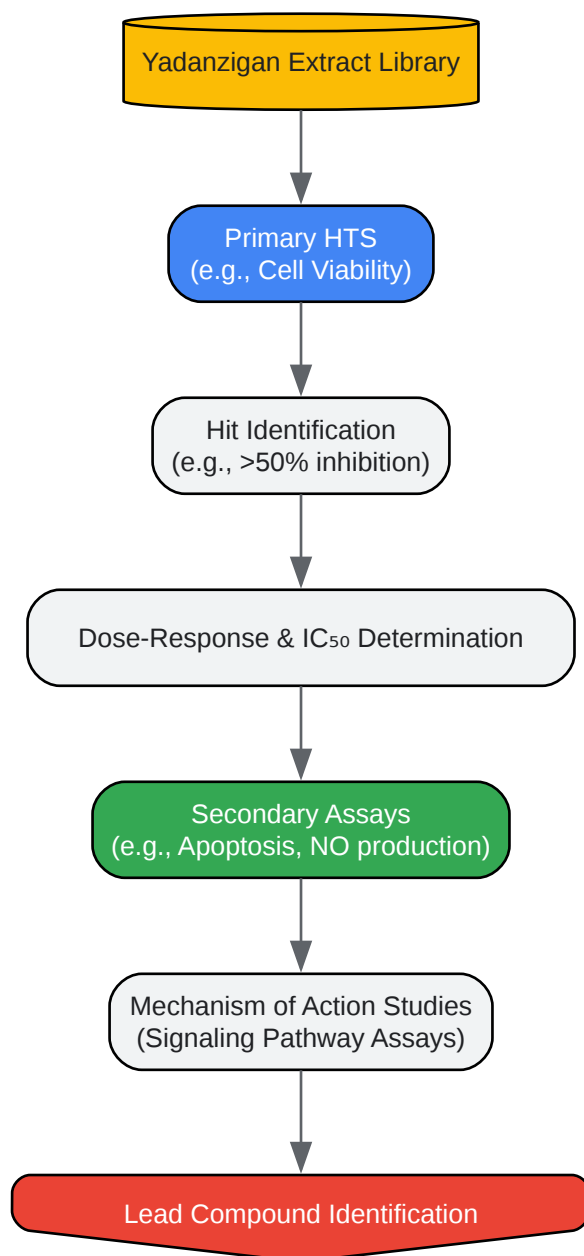 Yadanzigan Extract Library
Primary HTS
(e.g., Cell Viability)
Hit Identification
(e.g., >50% inhibition)
Dose-Response & IC₅₀ Determination
Secondary Assays
(e.g., Apoptosis, NO production)
Mechanism of Action Studies
(Signaling Pathway Assays)
Lead Compound Identification